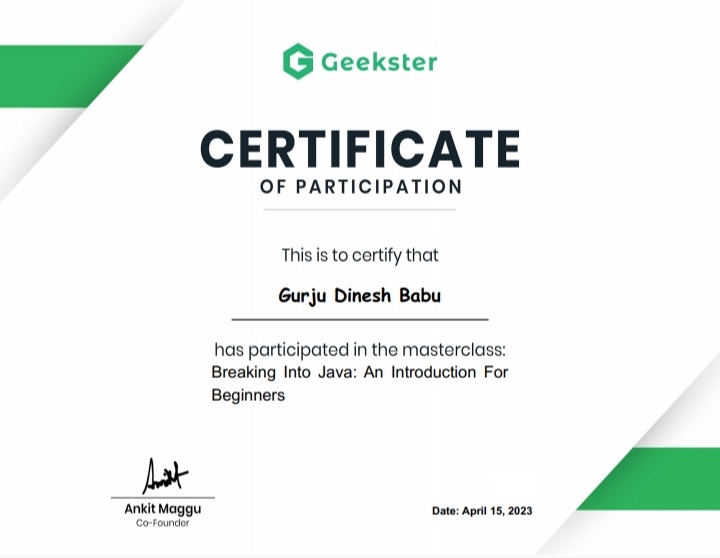 Geekster
CERTIFICATE
OF PARTICIPATION
This is to certify that
Gurju Dinesh Babu
has participated in the masterclass:
Breaking Into Java: An Introduction For
Beginners
Ankit Maggu
Co-Founder
Date: April 15, 2023